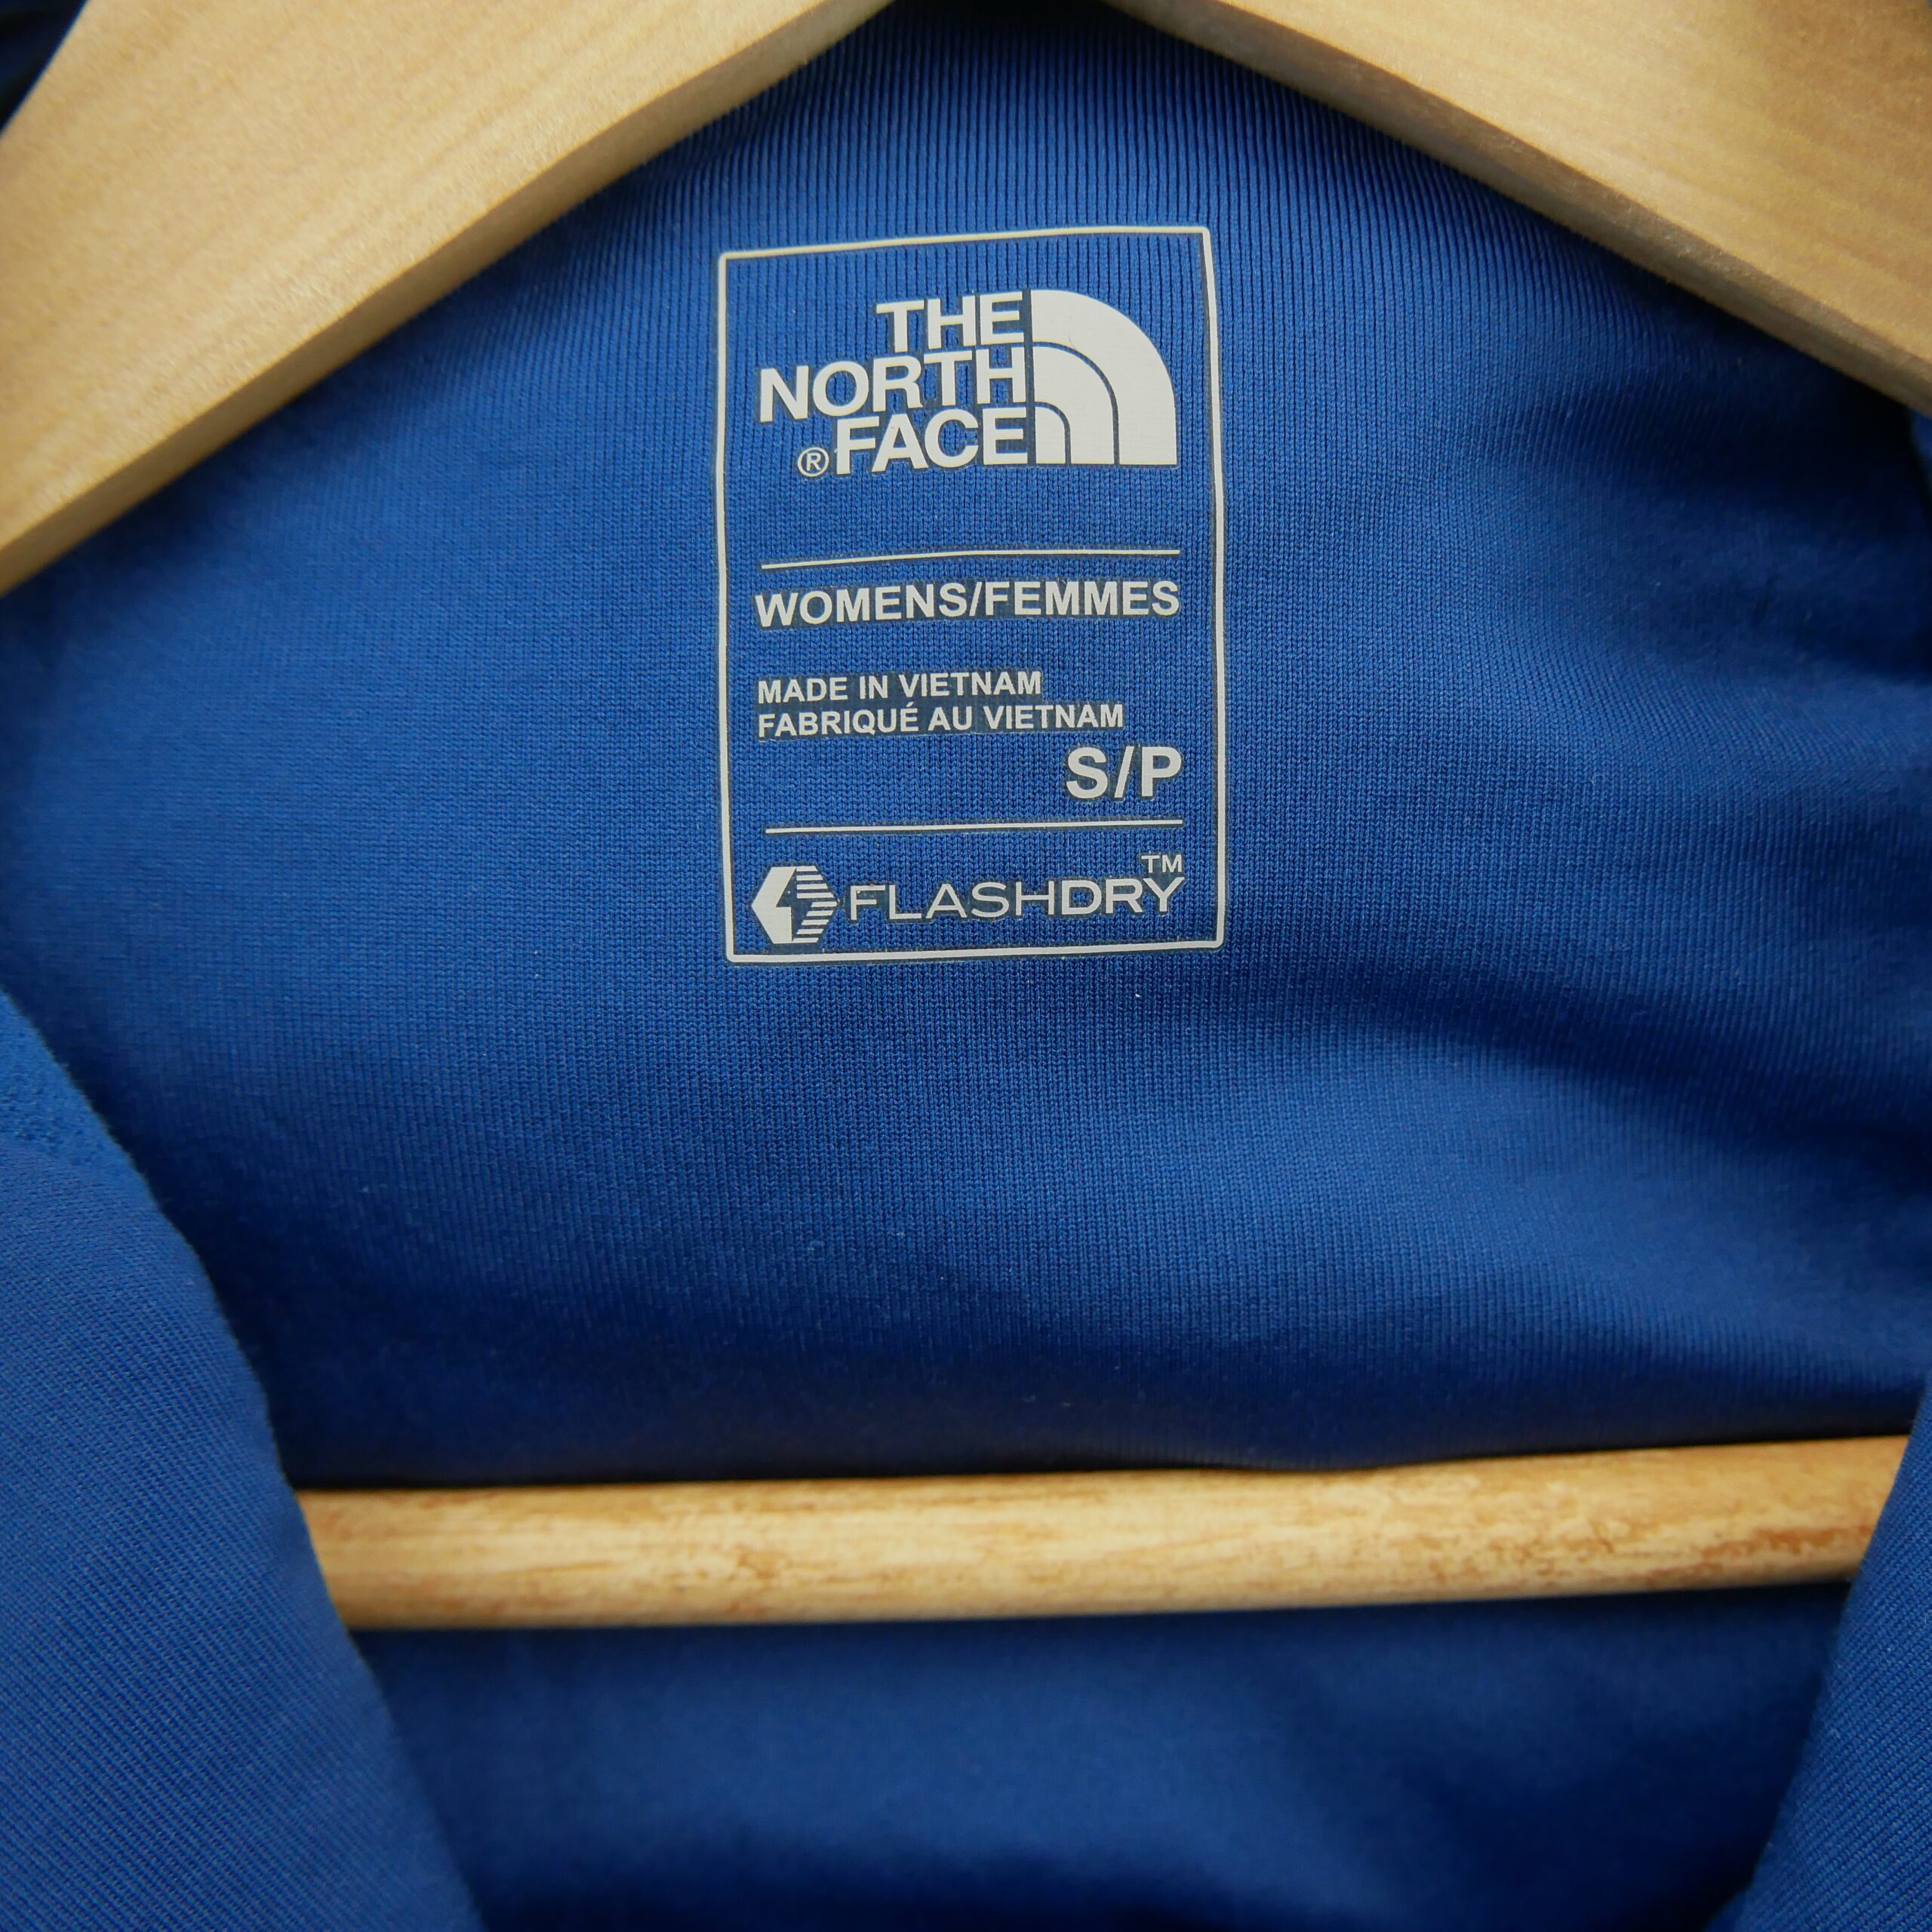 THE
NORTH
®FACE
WOMENS/FEMMES
MADE IN VIETNAM
FABRIQUÉ AU VIETNAM
S/P
FLASHDRY™